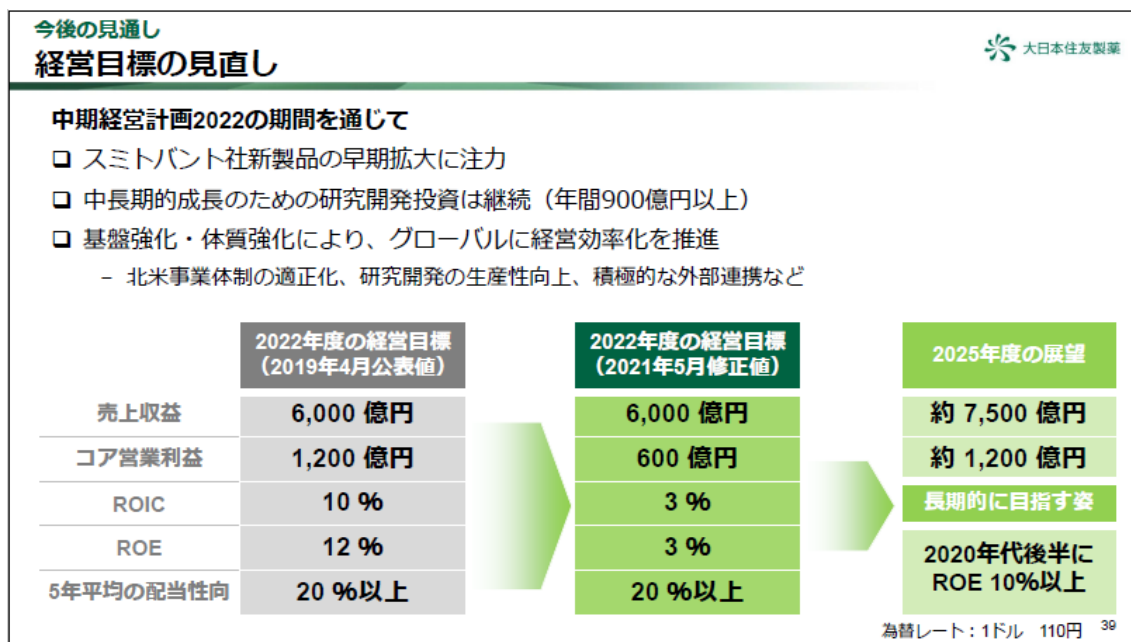 今後の見通し
経営目標の見直し
大日本住友製薬
中期経営計画2022の期間を通じて
スミトバント社新製品の早期拡大に注力
中長期的成長のための研究開発投資は継続（年間900億円以上）
基盤強化・体質強化により、グローバルに経営効率化を推進
– 北米事業体制の適正化、研究開発の生産性向上、積極的な外部連携など
2022年度の経営目標
（2019年4月公表値）
2022年度の経営目標
（2021年5月修正値）
2025年度の展望
売上収益 6,000 億円 6,000 億円 約 7,500 億円
コア営業利益 1,200 億円 600 億円 約 1,200 億円
ROIC 10 % 3 % 長期的に目指す姿
ROE 12 % 3 %
2020年代後半に
ROE 10%以上
5年平均の配当性向 20 %以上 20 %以上
為替レート：1ドル 110円
39